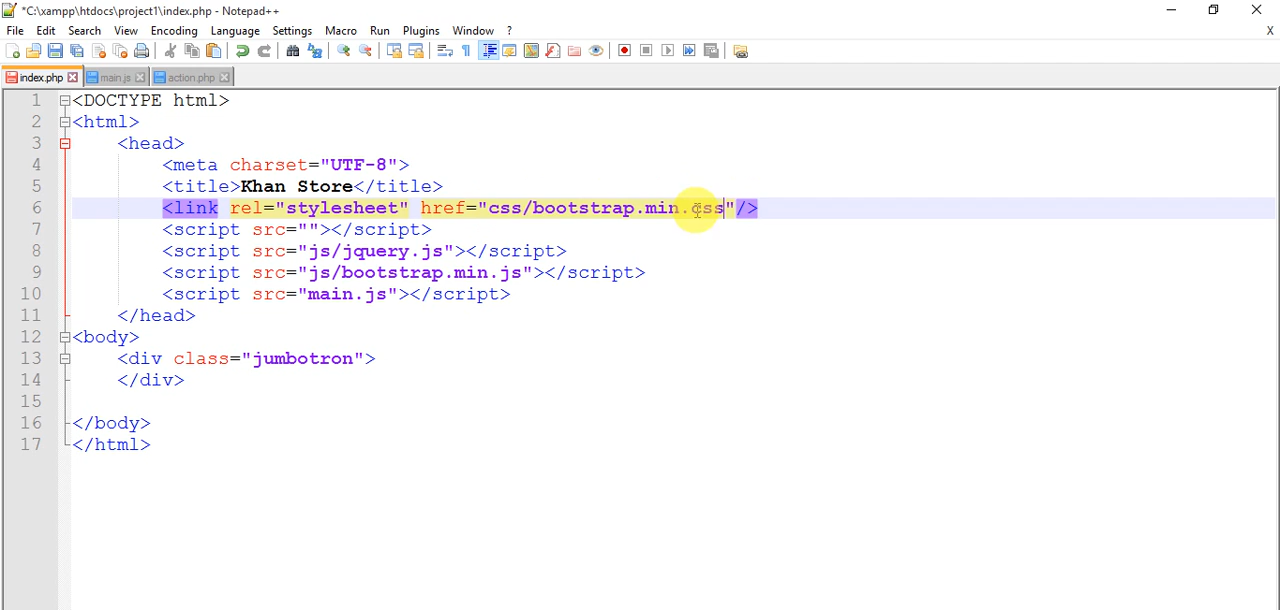 *C:\xampp\htdocs\project1\index.php - Notepad++
File Edit Search View Encoding Language Settings Macro Run Plugins Window ? X
index.php main.js action.php
1 <DOCTYPE html>
2 <html>
3 <head>
4 <meta charset="UTF-8">
5 <title>Khan Store</title>
6 <link rel="stylesheet" href="css/bootstrap.min.css"/>
7 <script src=""></script>
8 <script src="js/jquery.js"></script>
9 <script src="js/bootstrap.min.js"></script>
10 <script src="main.js"></script>
11 </head>
12 <body>
13 <div class="jumbotron">
14 </div>
15
16 </body>
17 </html>